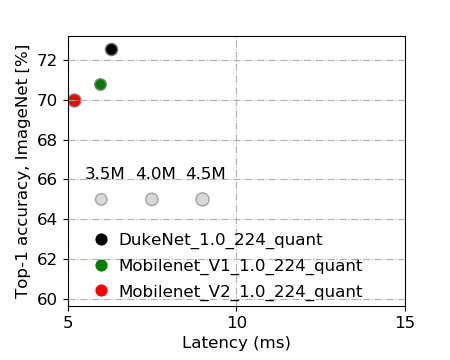 72
70
68
66
64
62
60
Top-1 accuracy, ImageNet [%]
3.5M 4.0M 4.5M
DukeNet_1.0_224_quant
Mobilenet_V1_1.0_224_quant
Mobilenet_V2_1.0_224_quant
5 10 15
Latency (ms)